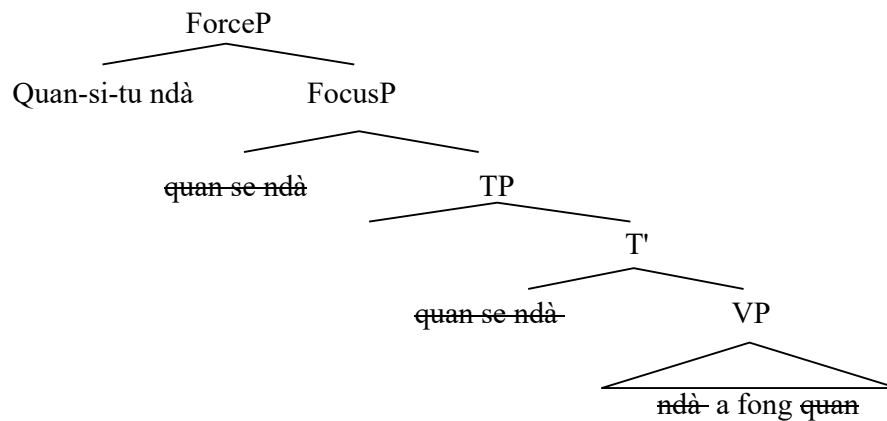 ForceP
Quan-si-tu ndà FocusP
quan se ndà TP
T'
quan se ndà VP
ndà a fong quan